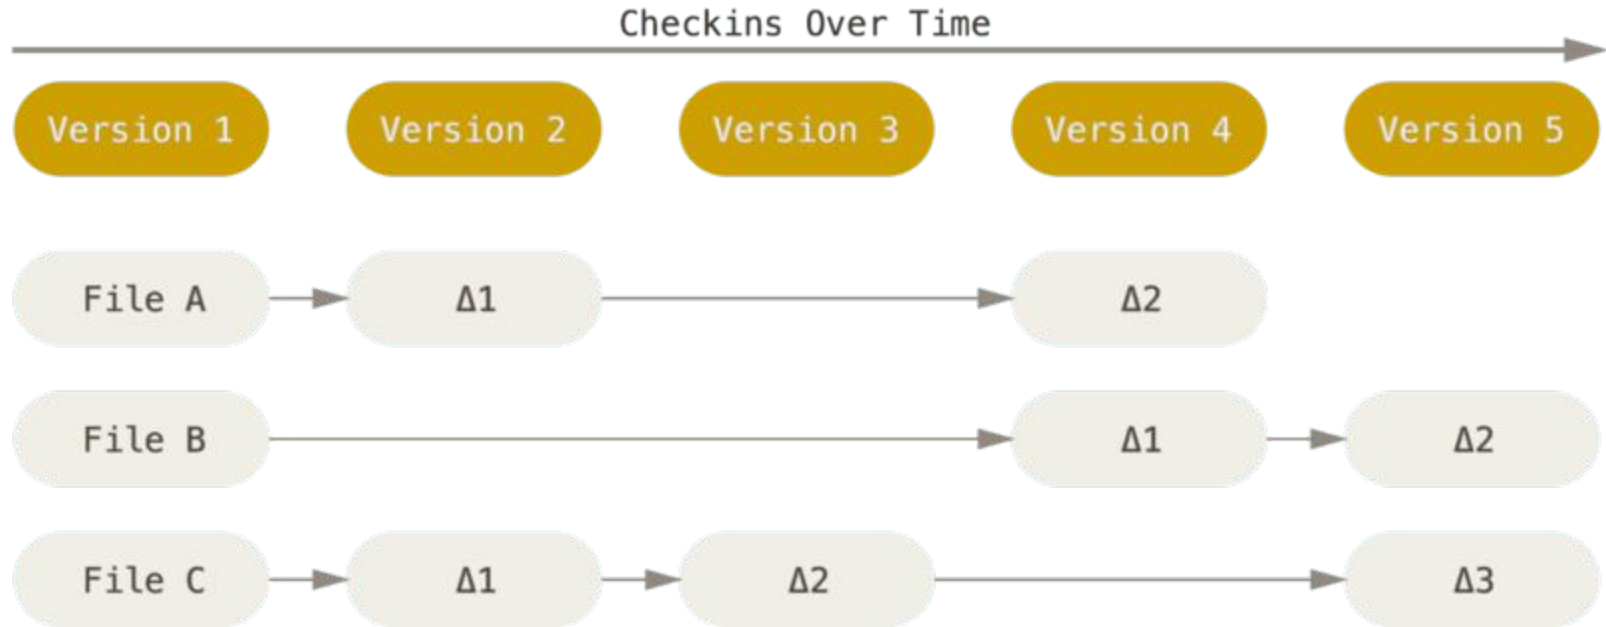 Checkins Over Time
Version 1 Version 2 Version 3 Version 4 Version 5
File A Δ1 Δ2
File B Δ1 Δ2
File C Δ1 Δ2 Δ3